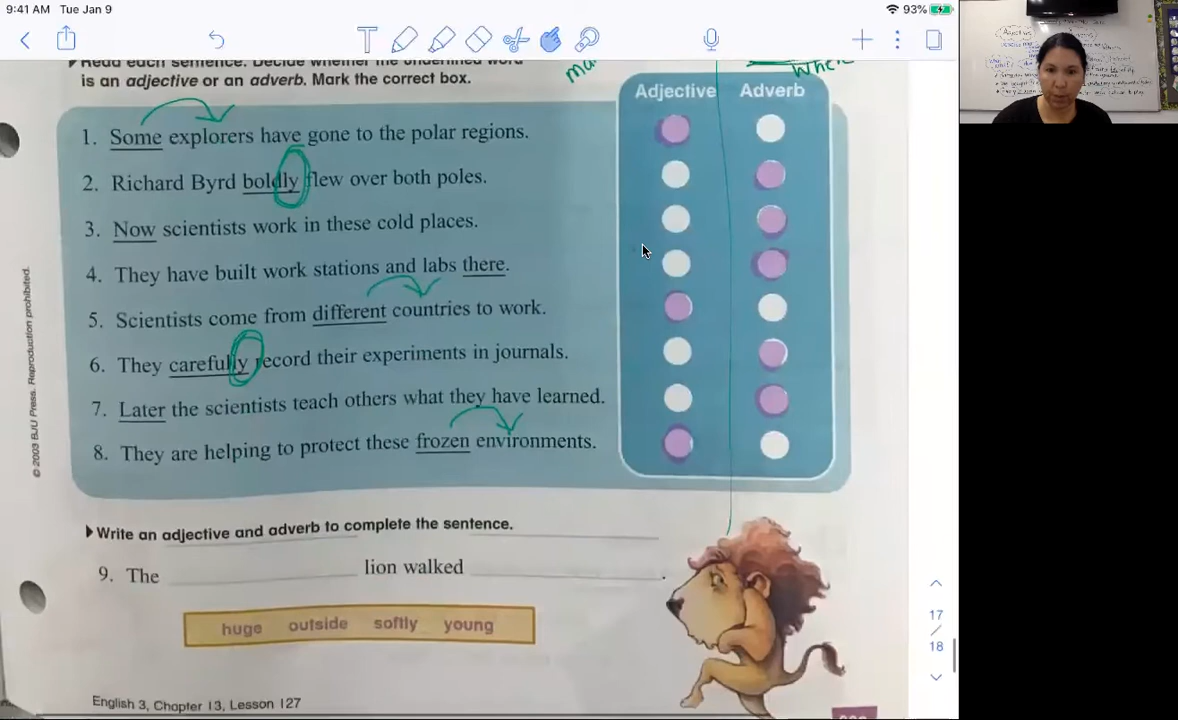 9:41 AM Tue Jan 9
93%
Read each sentence. Decide whether the underlined word
is an adjective or an adverb. Mark the correct box.
Adjective Adverb
1. Some explorers have gone to the polar regions.
2. Richard Byrd boldly flew over both poles.
3. Now scientists work in these cold places.
4. They have built work stations and labs there.
5. Scientists come from different countries to work.
6. They carefully record their experiments in journals.
7. Later the scientists teach others what they have learned.
8. They are helping to protect these frozen environments.
© 2003 BJU Press. Reproduction prohibited.
Write an adjective and adverb to complete the sentence.
9. The lion walked .
huge outside softly young
English 3, Chapter 13, Lesson 127
17
/
18